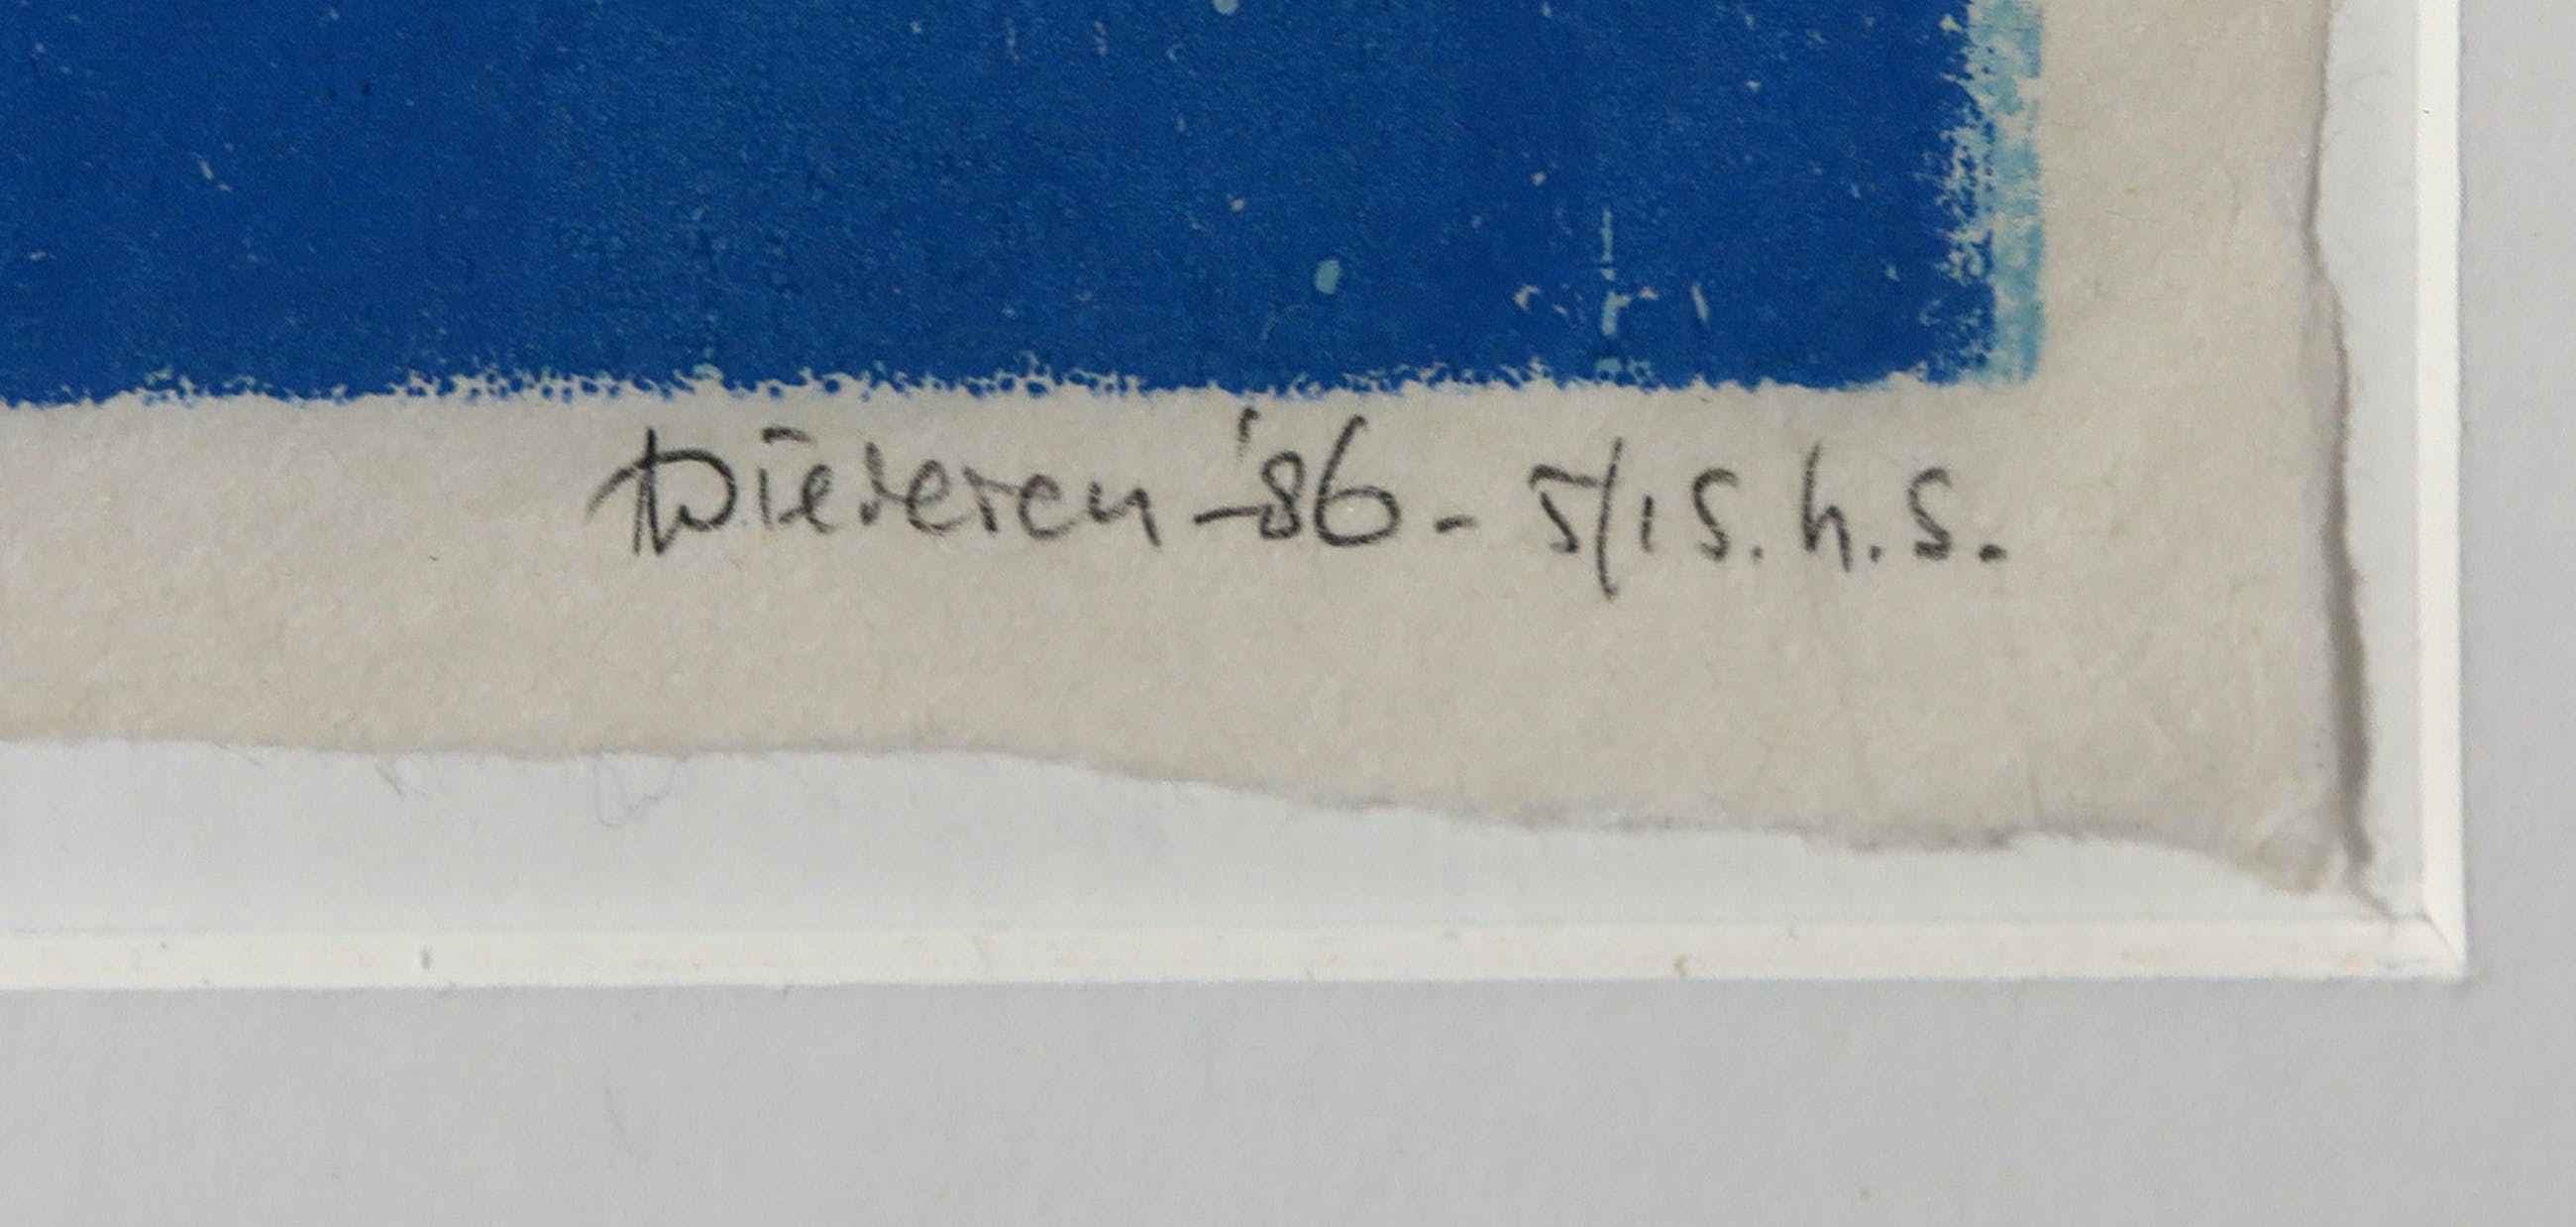 Diederen -'86 - 5/15. h.s.